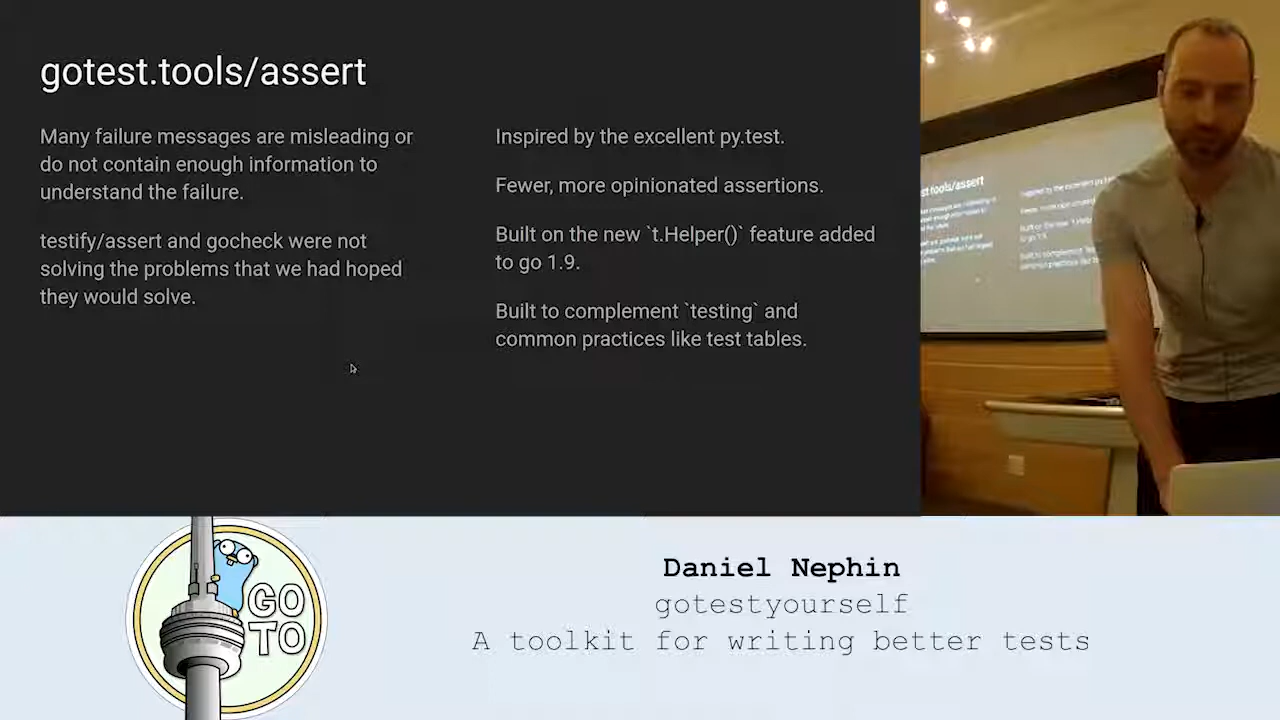 gotest.tools/assert
Many failure messages are misleading or
do not contain enough information to
understand the failure.
testify/assert and gocheck were not
solving the problems that we had hoped
they would solve.
Inspired by the excellent py.test.
Fewer, more opinionated assertions.
Built on the new `t.Helper()` feature added
to go 1.9.
Built to complement `testing` and
common practices like test tables.
GO
TO
Daniel Nephin
gotestyourself
A toolkit for writing better tests